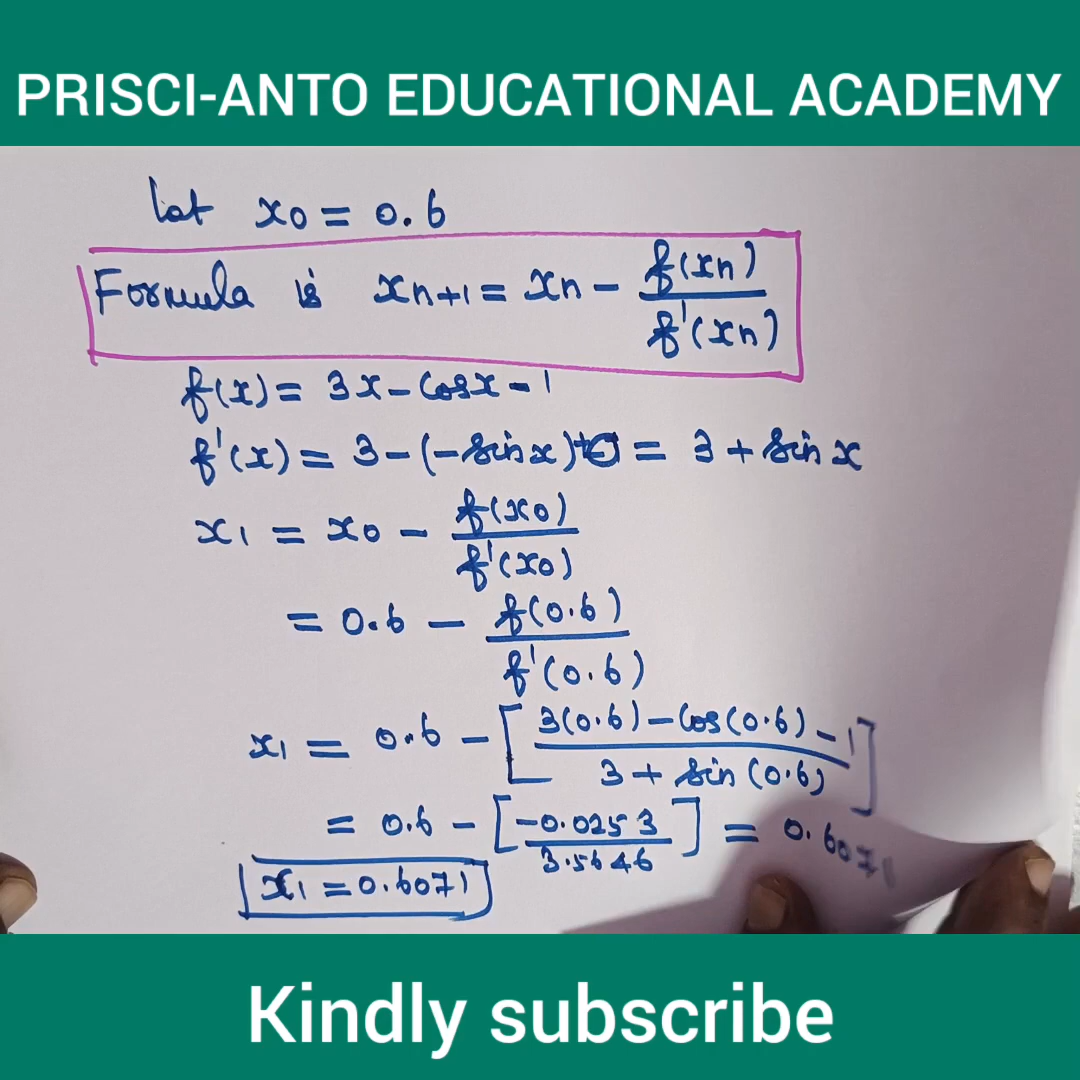 PRISCI-ANTO EDUCATIONAL ACADEMY
Let x0 = 0.6
Formula is xn+1 = xn - f(xn) / f'(xn)
f(x) = 3x - cosx - 1
f'(x) = 3 - (-sinx) + 0 = 3 + sinx
x1 = x0 - f(x0) / f'(x0)
= 0.6 - f(0.6) / f'(0.6)
x1 = 0.6 - [3(0.6) - cos(0.6) - 1 / 3 + sin(0.6)]
= 0.6 - [-0.0253 / 3.5646] = 0.6071
x1 = 0.6071
Kindly subscribe